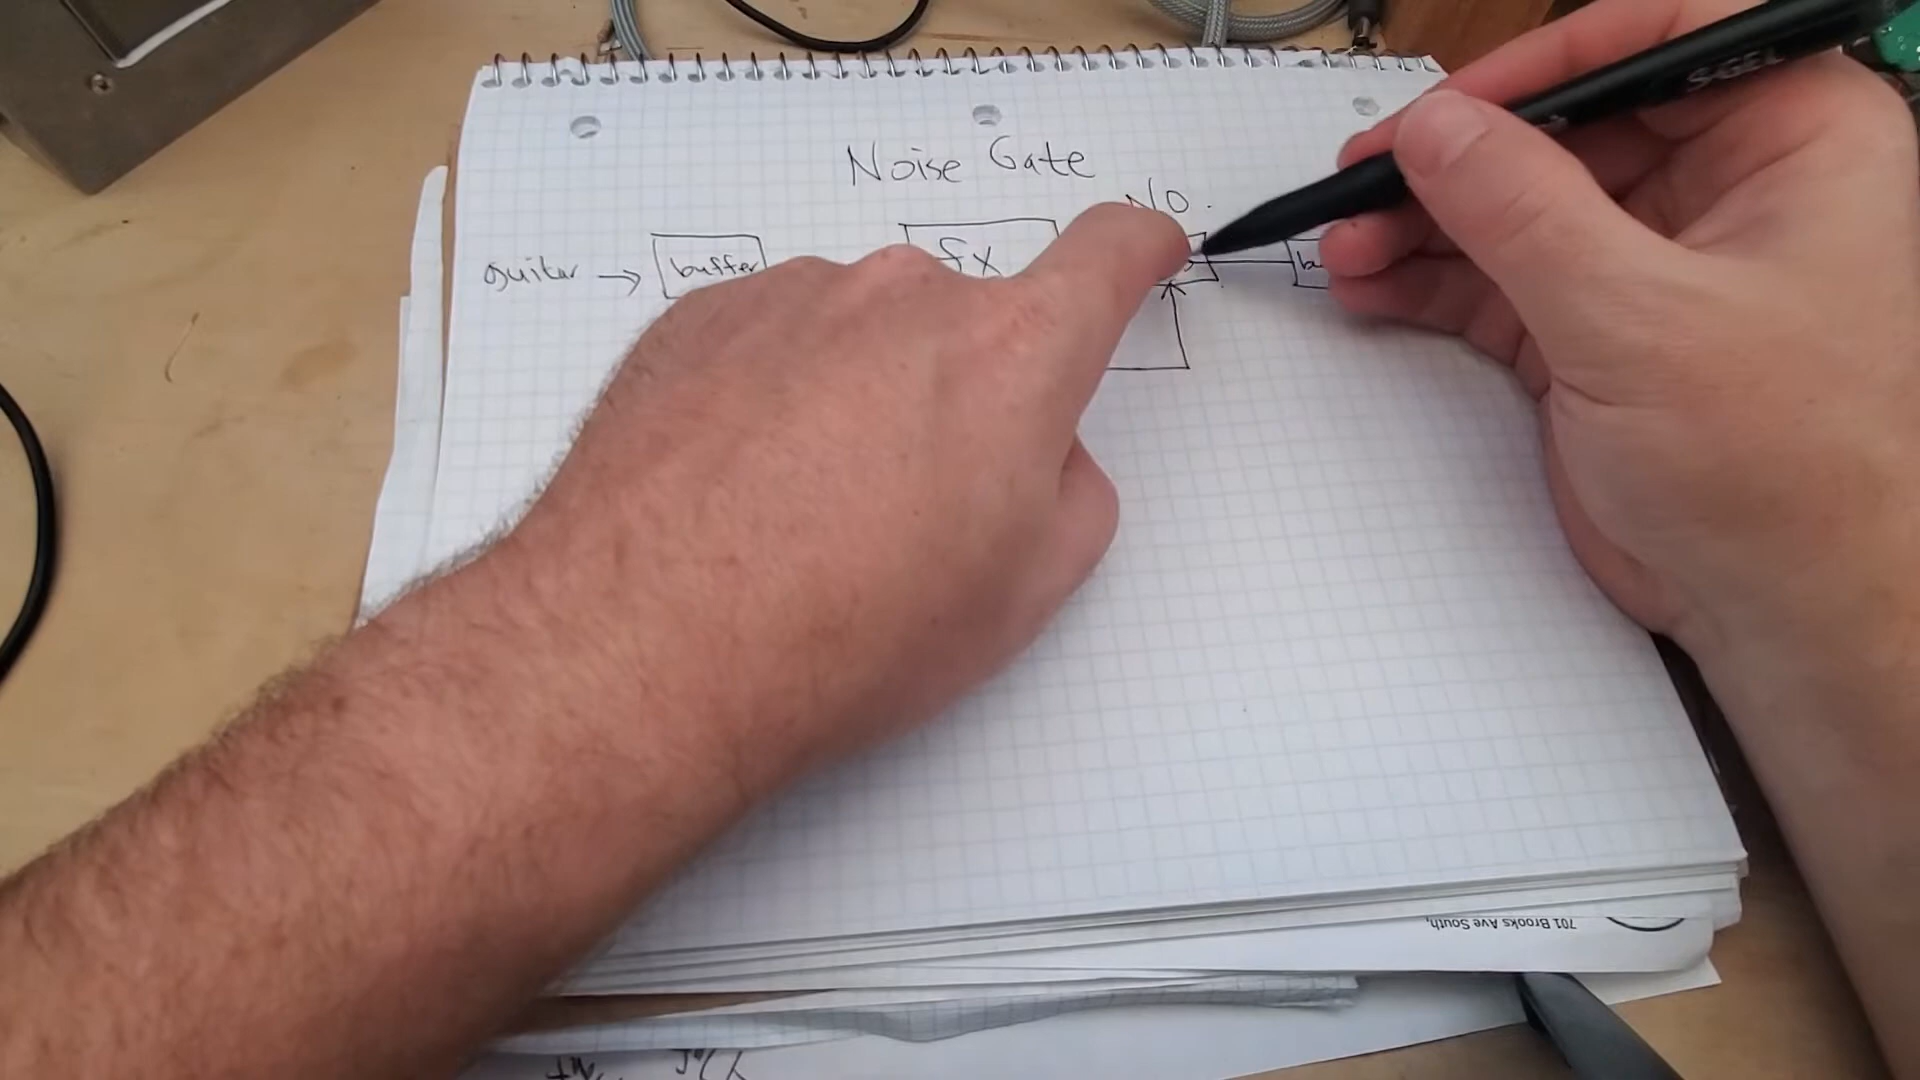 Noise Gate
NO.
guitar → buffer fx
701 Brooks Ave South,